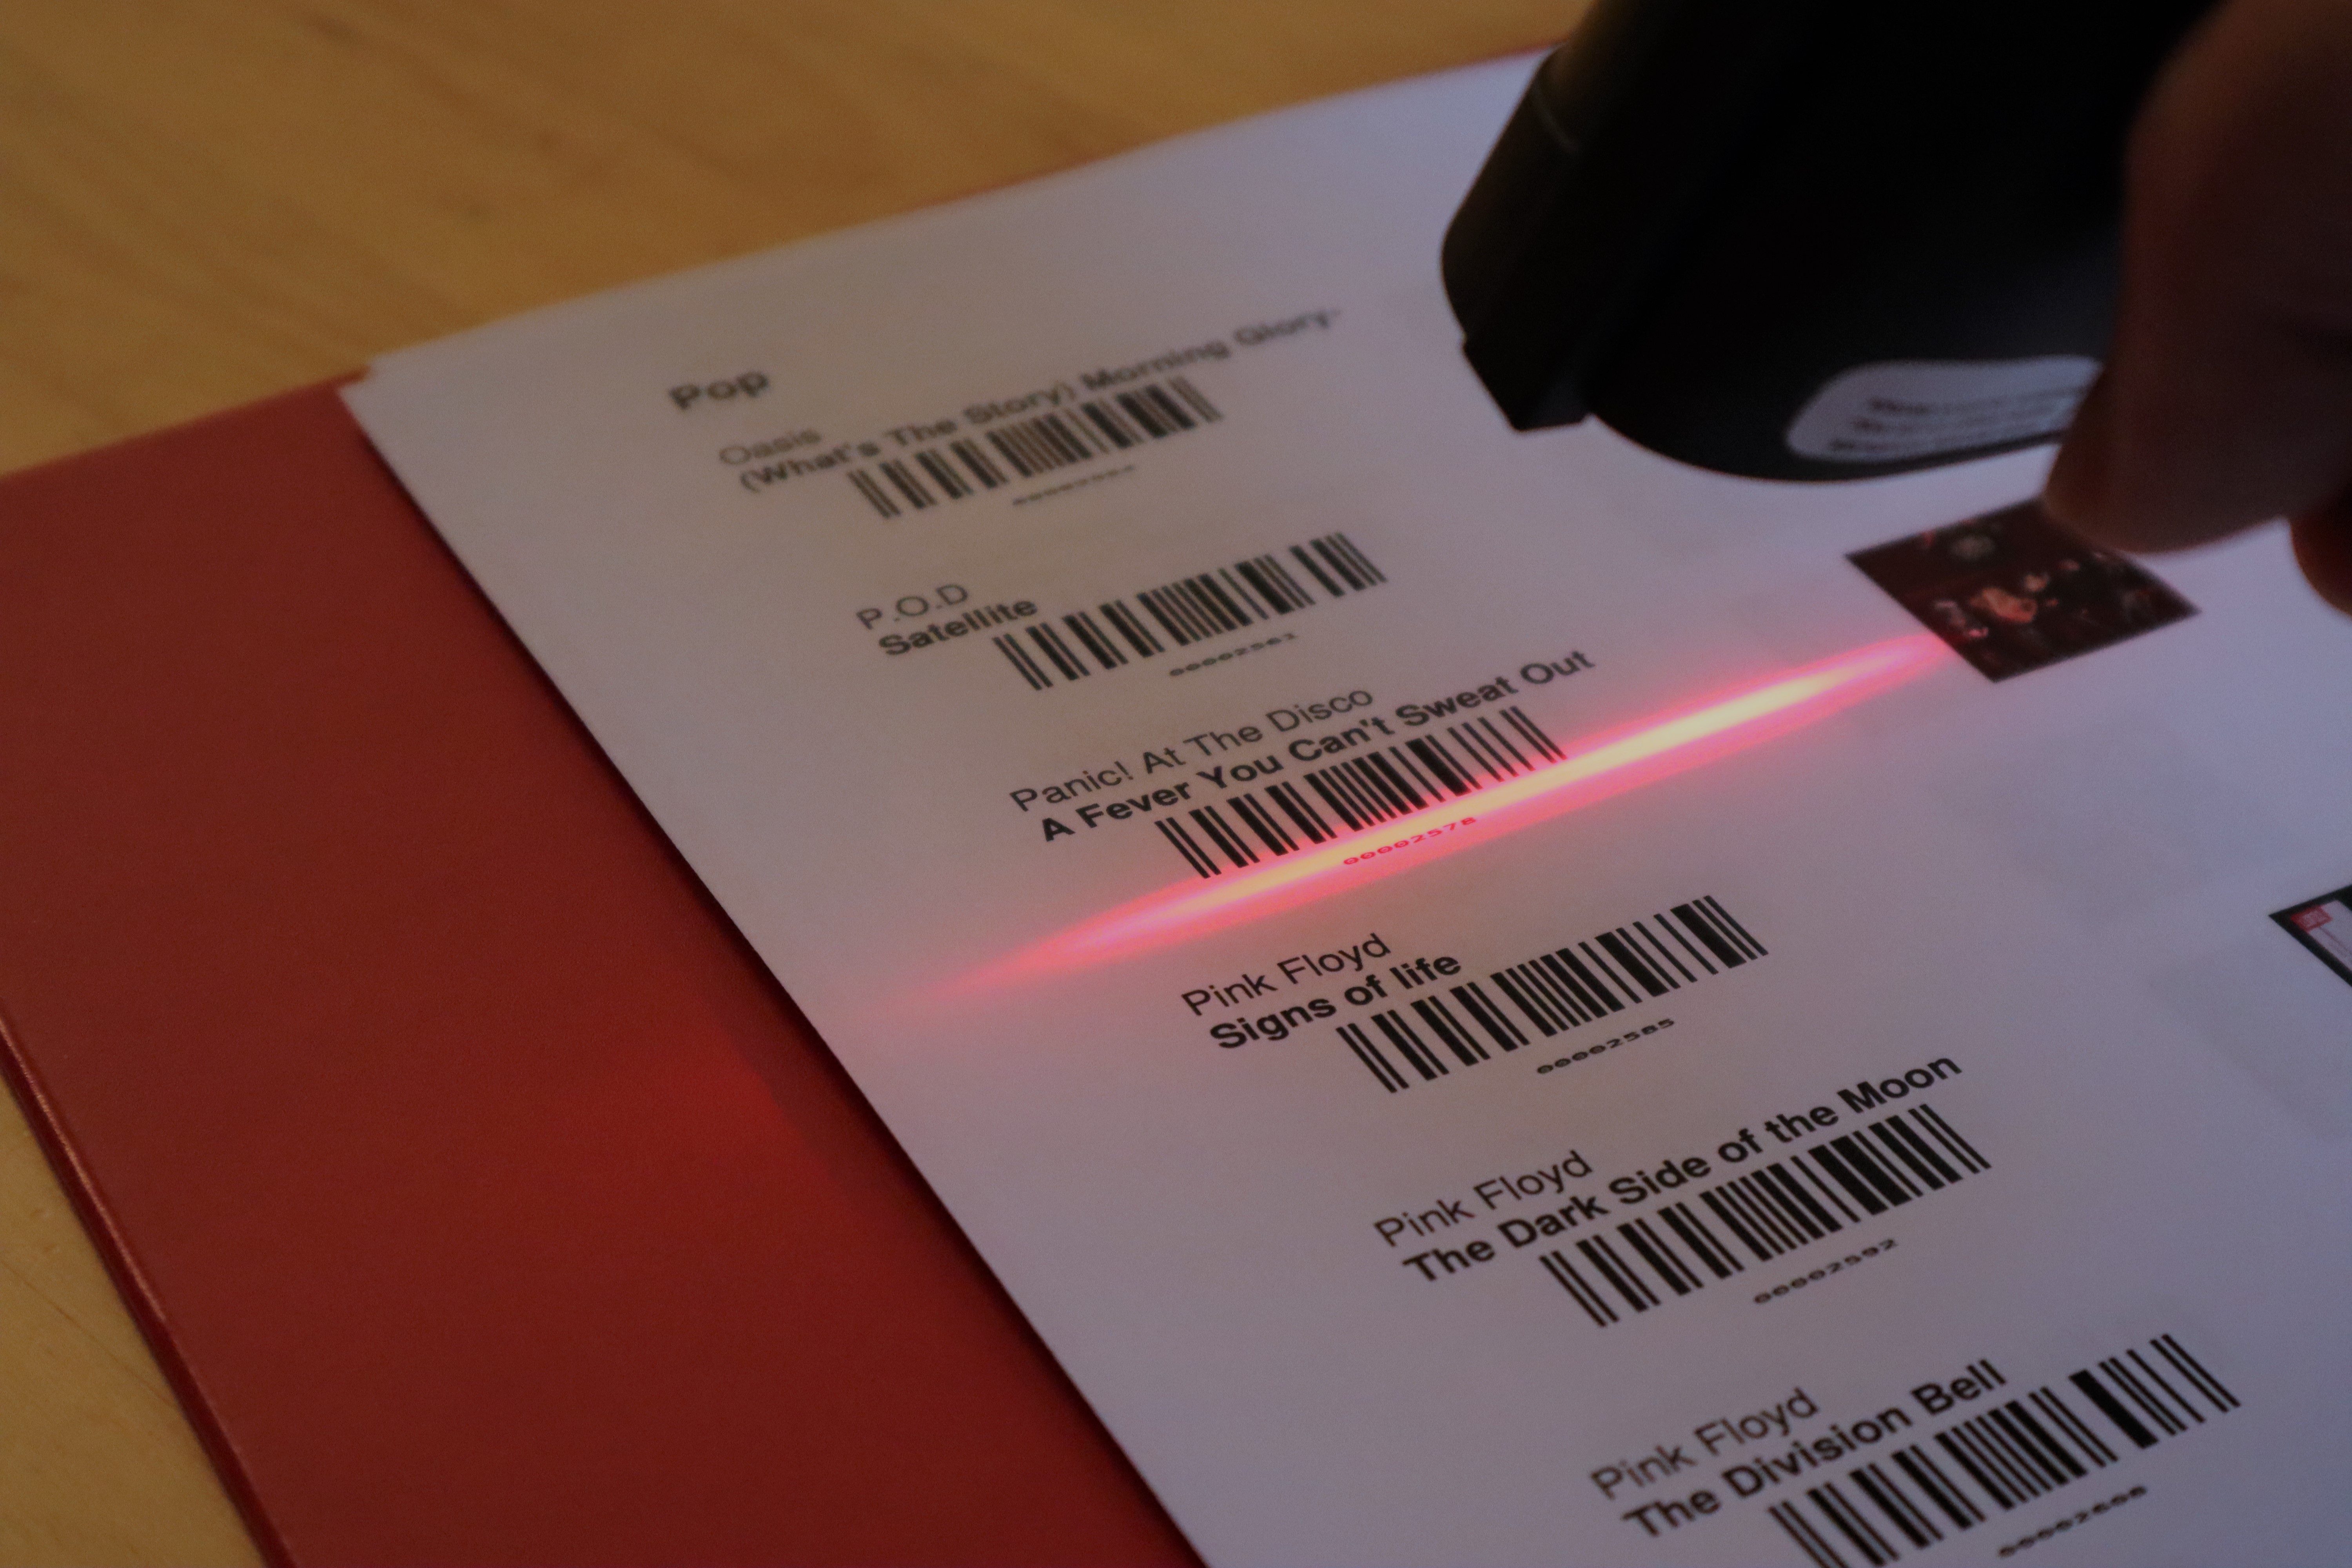 Pop
Oasis
(What's The Story) Morning Glory
P.O.D
Satellite
00002561
Panic! At The Disco
A Fever You Can't Sweat Out
00002578
Pink Floyd
Signs of life
00002585
Pink Floyd
The Dark Side of the Moon
00002592
Pink Floyd
The Division Bell